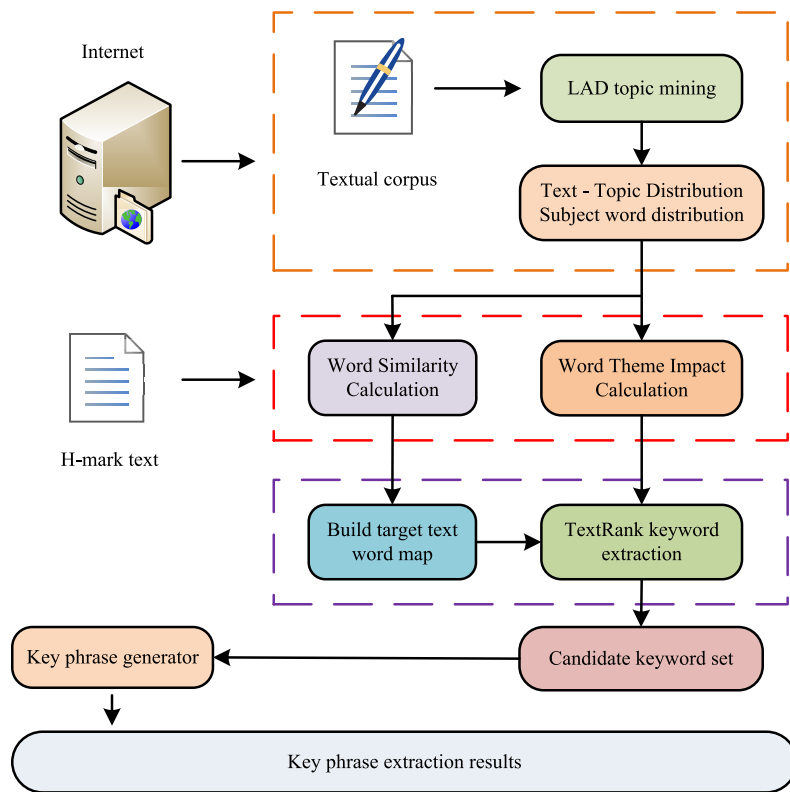 Internet
LAD topic mining
Textual corpus
Text - Topic Distribution
Subject word distribution
H-mark text
Word Similarity
Calculation
Word Theme Impact
Calculation
Build target text
word map
TextRank keyword
extraction
Key phrase generator
Candidate keyword set
Key phrase extraction results